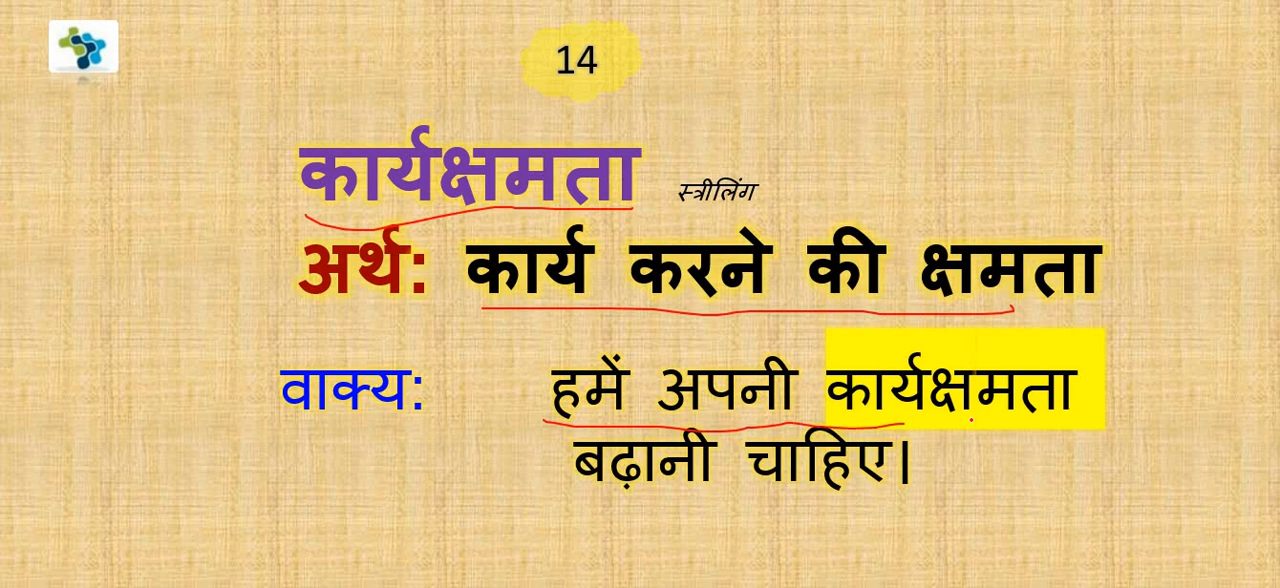 14
कार्यक्षमता स्त्रीलिंग
अर्थ: कार्य करने की क्षमता
वाक्य: हमें अपनी कार्यक्षमता
बढ़ानी चाहिए।